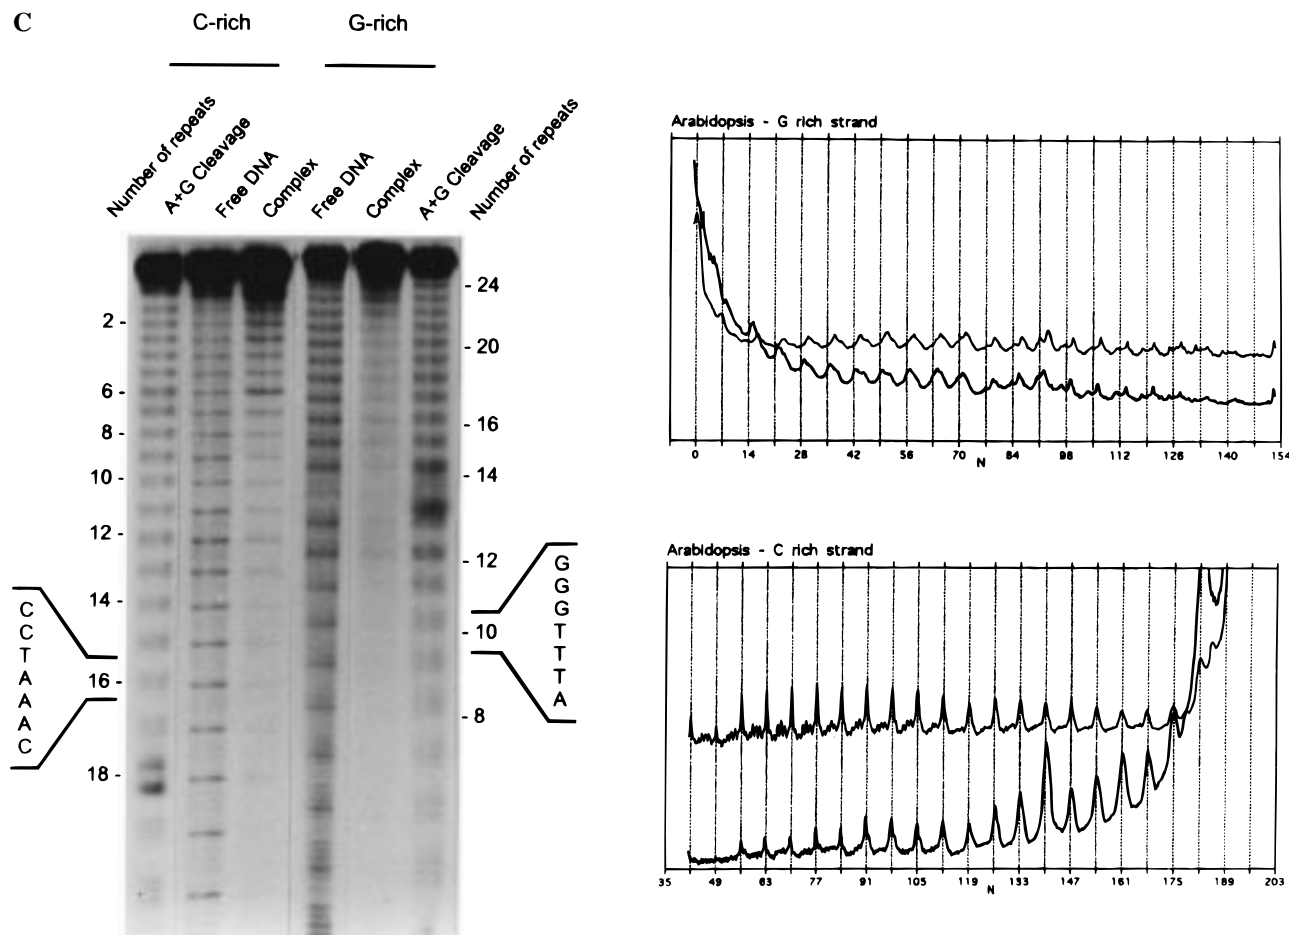 C
C-rich
G-rich
Number of repeats
A+G Cleavage
Free DNA
Complex
Free DNA
Complex
A+G Cleavage
Number of repeats
2 -
6 -
8 -
10 -
12 -
14 -
16 -
18 -
- 24
- 20
- 16
- 14
- 12
- 10
- 8
C
C
T
A
A
A
C
G
G
G
T
T
T
A
Arabidopsis - G rich strand
0 14 28 42 56 70 84 98 112 126 140 154
N
Arabidopsis - C rich strand
35 49 63 77 91 105 119 133 147 161 175 189 203
N